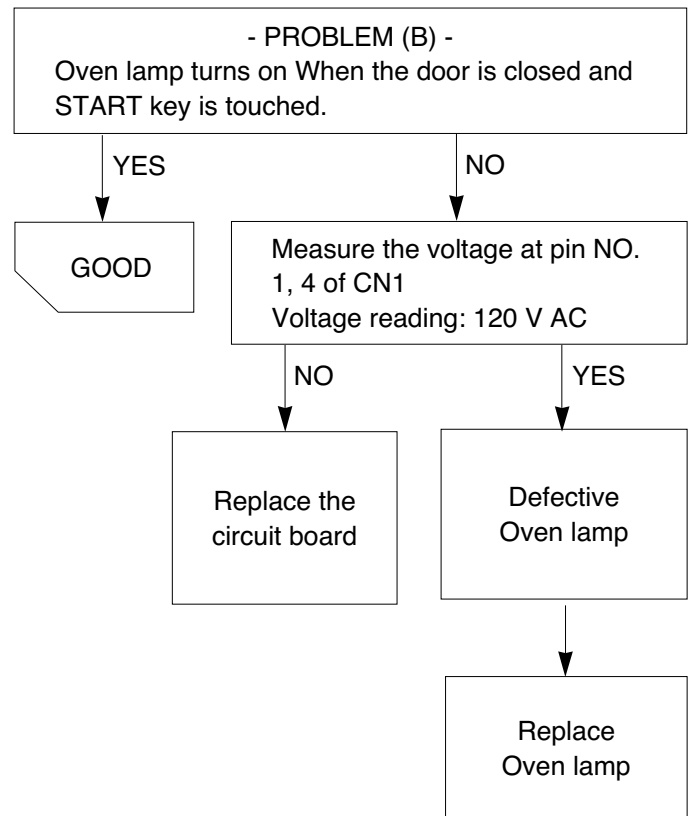 - PROBLEM (B) -
Oven lamp turns on When the door is closed and
START key is touched.
YES
NO
GOOD
Measure the voltage at pin NO.
1, 4 of CN1
Voltage reading: 120 V AC
NO
YES
Replace the
circuit board
Defective
Oven lamp
Replace
Oven lamp